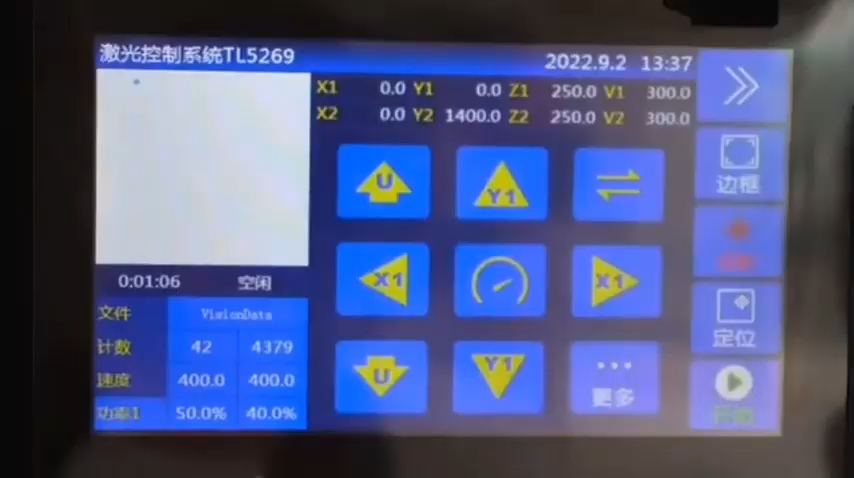 激光控制系统TL5269
2022.9.2 13:37
X1 0.0 Y1 0.0 Z1 250.0 V1 300.0
X2 0.0 Y2 1400.0 Z2 250.0 V2 300.0
U
Y1
边框
X1
X1
0:01:06 空闲
文件 VisionData
定位
计数 42 4379
U
Y1
更多
速度 400.0 400.0
功率1 50.0% 40.0%